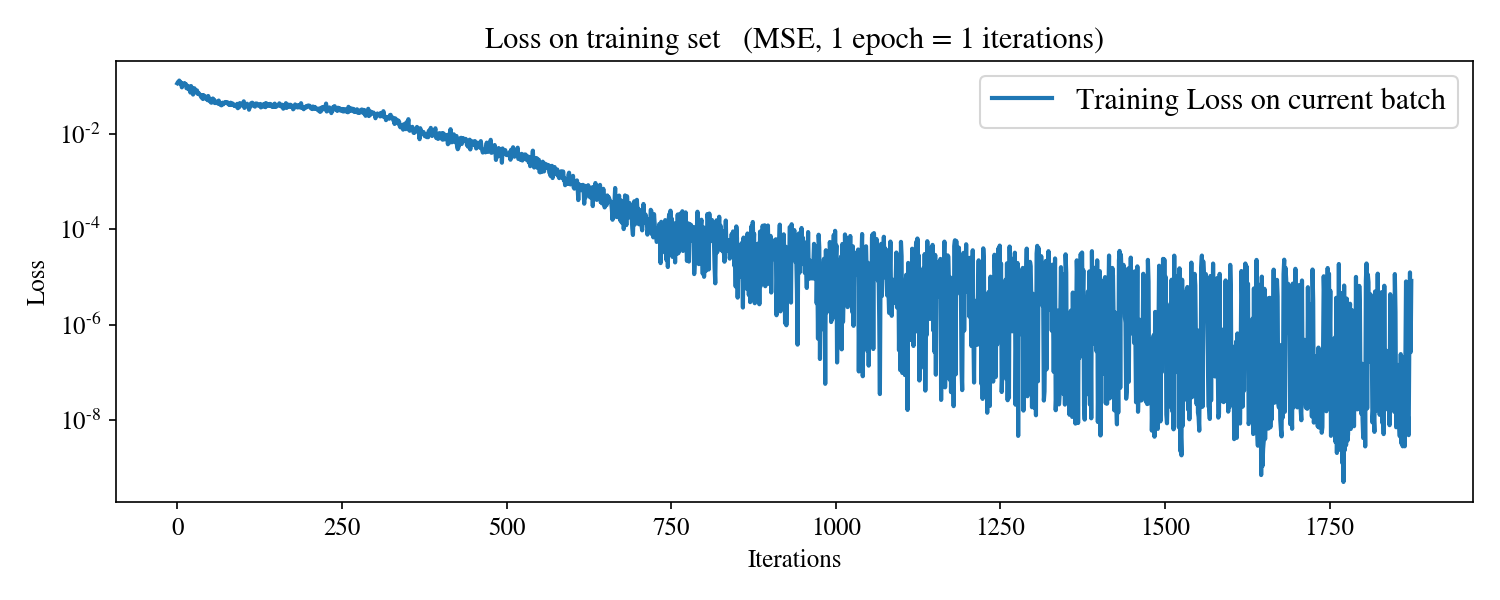 Loss on training set (MSE, 1 epoch = 1 iterations)
Training Loss on current batch
Loss
10⁻²
10⁻⁴
10⁻⁶
10⁻⁸
0 250 500 750 1000 1250 1500 1750
Iterations